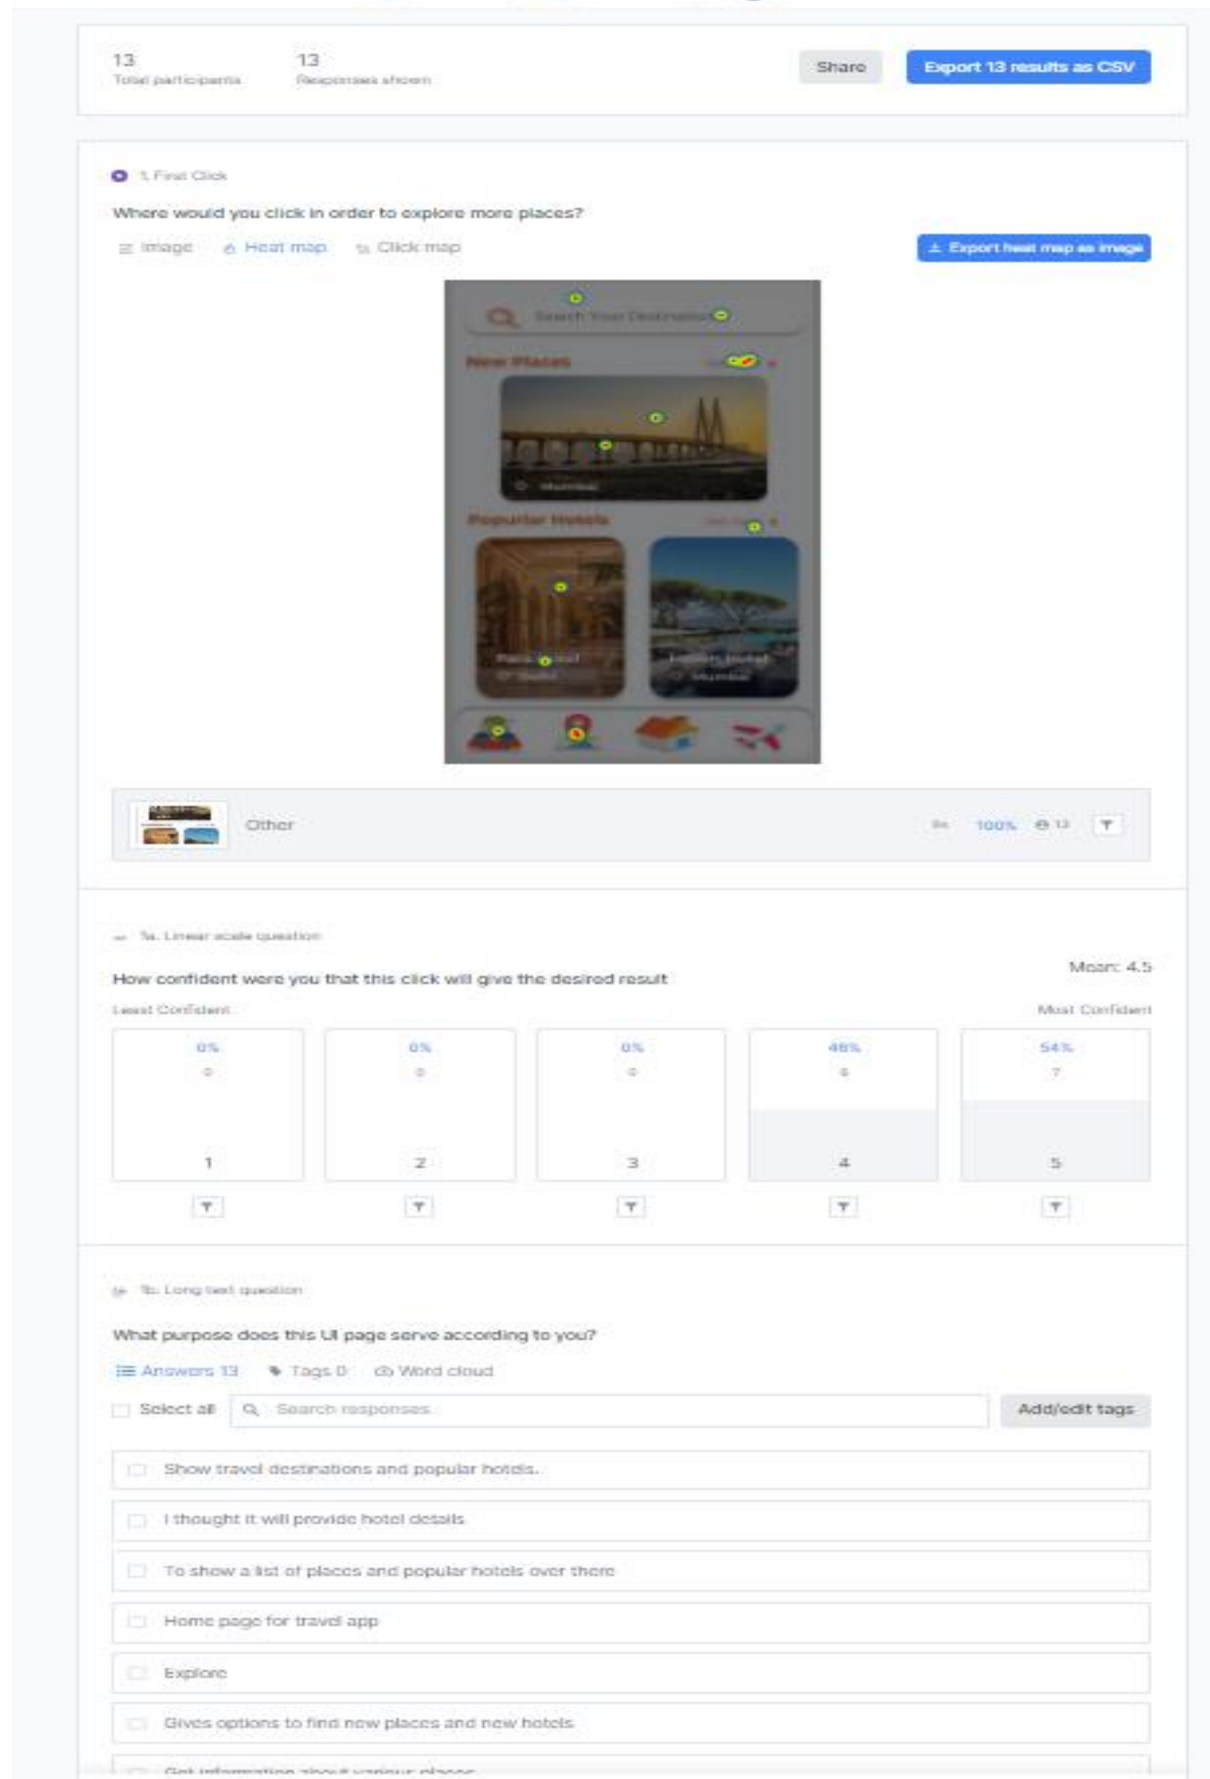 13
13
Total participants
Responses shown
Share
Export 13 results as CSV
1. First Click
Where would you click in order to explore more places?
Image
Heat map
Click map
Export heat map as image
Search Your Destination
New Places
Mumbai
Popular Hotels
Mumbai
Other
100%
13
1a. Linear scale question
How confident were you that this click will give the desired result
Mean: 4.5
Least Confident
Most Confident
0%
0%
0%
46%
54%
0
0
0
6
7
1
2
3
4
5
1b. Long text question
What purpose does this UI page serve according to you?
Answers 13
Tags 0
Word cloud
Select all
Search responses
Add/edit tags
Show travel destinations and popular hotels.
I thought it will provide hotel details
To show a list of places and popular hotels over there
Home page for travel app
Explore
Gives options to find new places and new hotels
Get information about various places